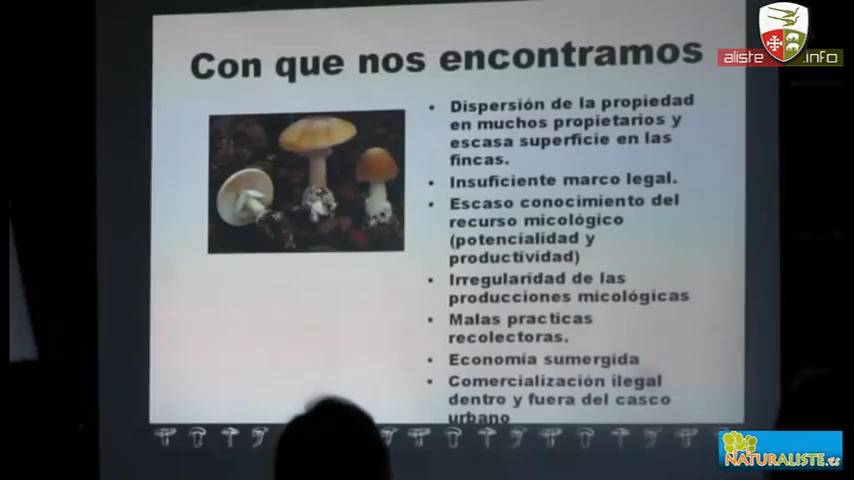 Con que nos encontramos
aliste .info
• Dispersión de la propiedad
en muchos propietarios y
escasa superficie en las
fincas.
• Insuficiente marco legal.
• Escaso conocimiento del
recurso micológico
(potencialidad y
productividad)
• Irregularidad de las
producciones micológicas
• Malas practicas
recolectoras.
• Economía sumergida
• Comercialización ilegal
dentro y fuera del casco
urbano
NATURALISTE.es